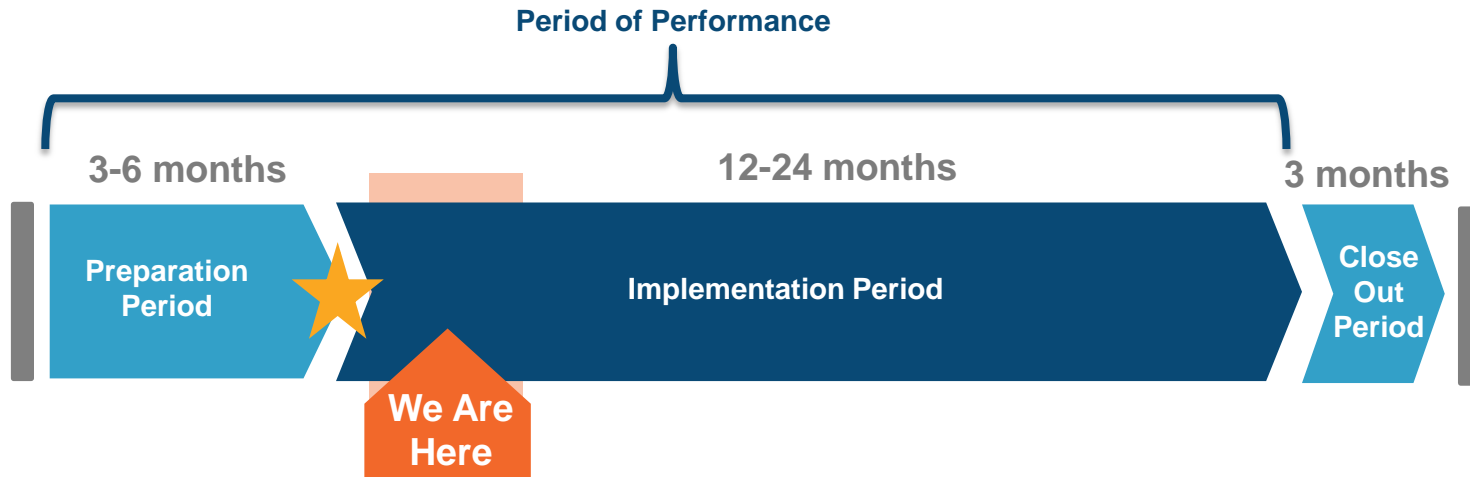 Period of Performance
3-6 months
12-24 months
3 months
Preparation
Period
Implementation Period
Close
Out
Period
We Are
Here